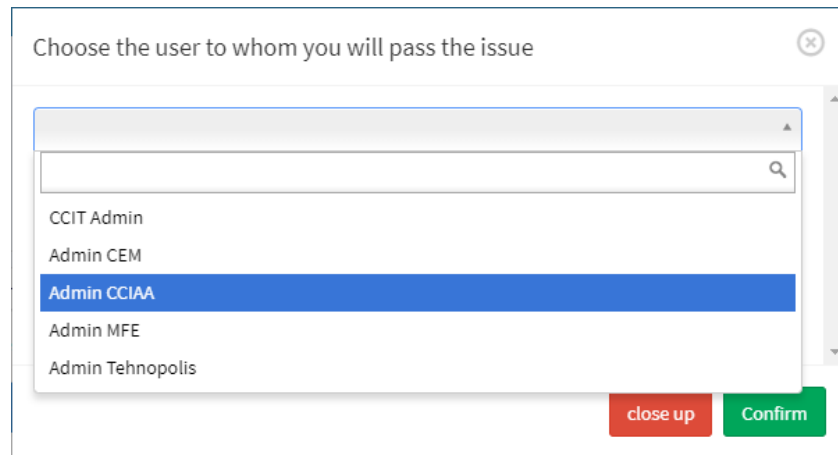 Choose the user to whom you will pass the issue
CCIT Admin
Admin CEM
Admin CCIAA
Admin MFE
Admin Tehnopolis
close up
Confirm